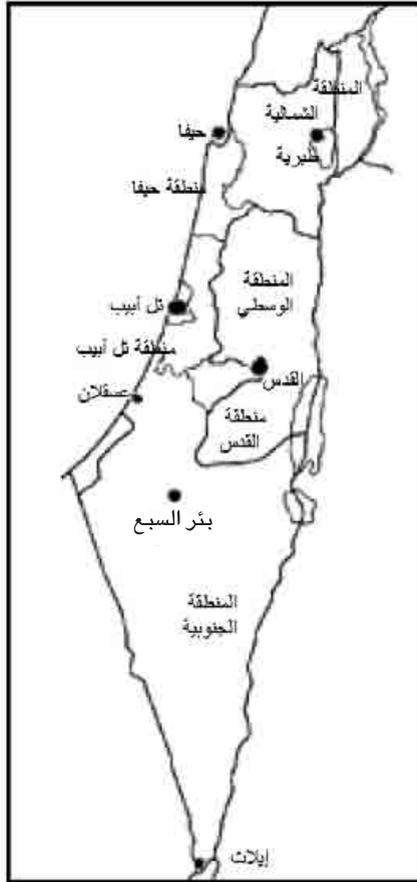 المنطقة
الشمالية
حيفا
طبرية
منطقة حيفا
المنطقة
الوسطي
تل أبيب
منطقة تل أبيب
القدس
عسقلان
منطقة
القدس
بئر السبع
المنطقة
الجنوبية
إيلات